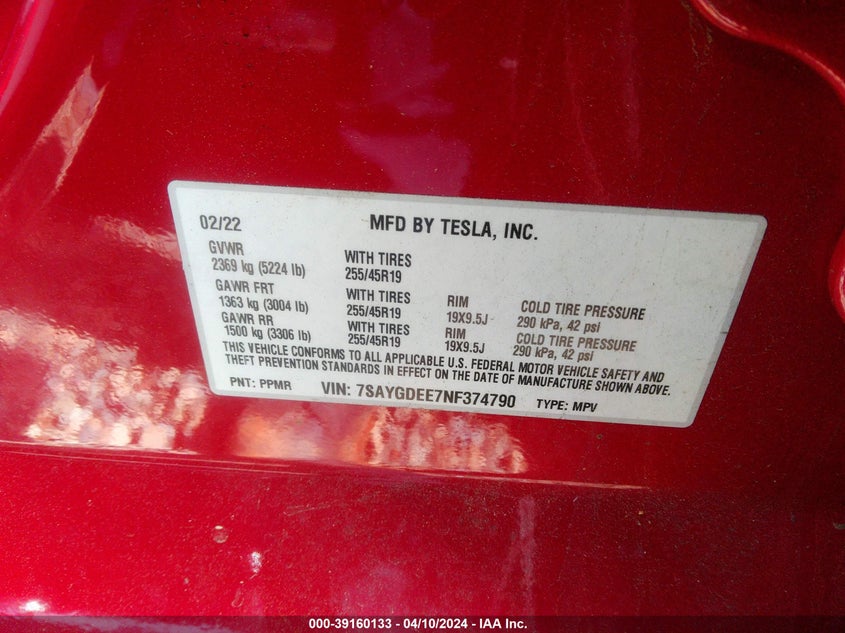 02/22 MFD BY TESLA, INC.
GVWR
2369 kg (5224 lb) WITH TIRES 255/45R19
GAWR FRT
1363 kg (3004 lb) WITH TIRES 255/45R19 RIM 19X9.5J COLD TIRE PRESSURE 290 kPa, 42 psi
GAWR RR
1500 kg (3306 lb) WITH TIRES 255/45R19 RIM 19X9.5J COLD TIRE PRESSURE 290 kPa, 42 psi
THIS VEHICLE CONFORMS TO ALL APPLICABLE U.S. FEDERAL MOTOR VEHICLE SAFETY AND
THEFT PREVENTION STANDARDS IN EFFECT ON THE DATE OF MANUFACTURE SHOWN ABOVE.
PNT: PPMR VIN: 7SAYGDEE7NF374790 TYPE: MPV
000-39160133 - 04/10/2024 - IAA Inc.